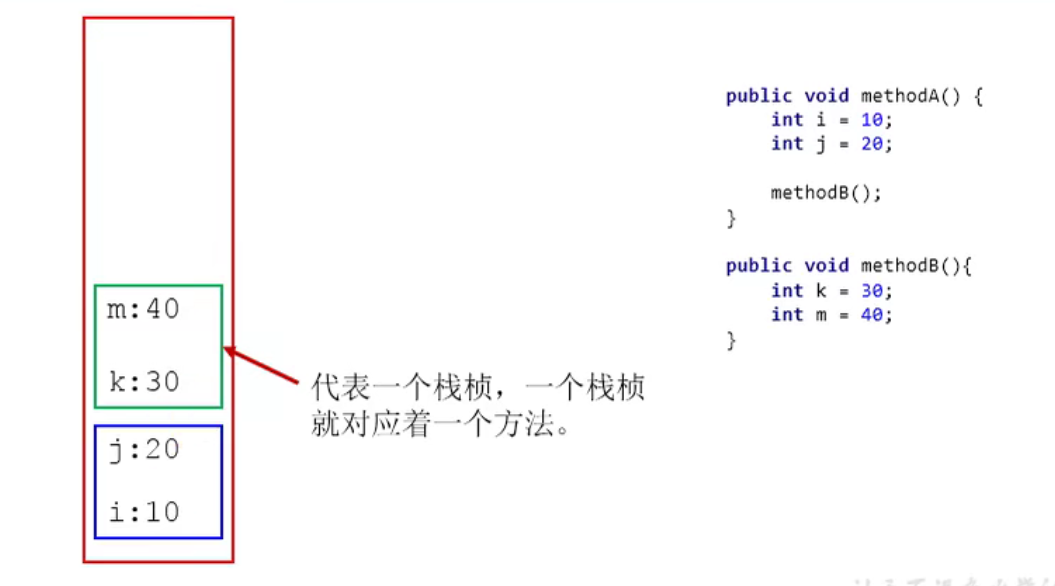 public void methodA() {
int i = 10;
int j = 20;
methodB();
}
public void methodB(){
int k = 30;
int m = 40;
}
m:40
k:30
代表一个栈桢，一个栈桢
就对应着一个方法。
j:20
i:10